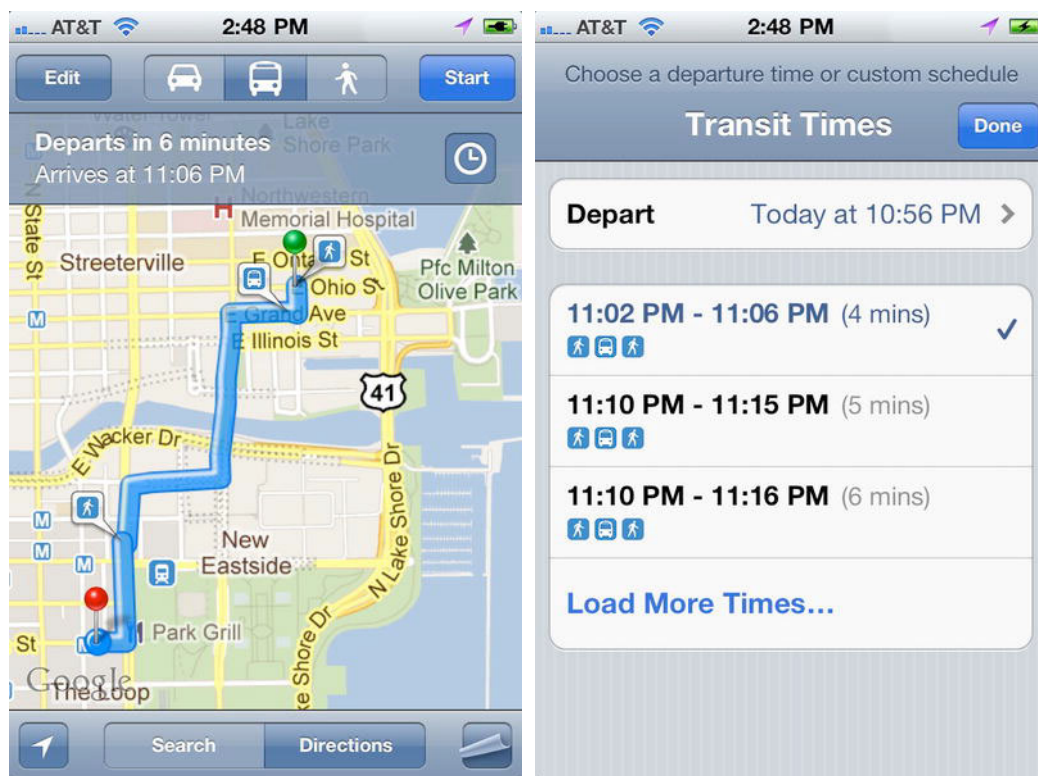 AT&T 2:48 PM
Edit Start
Water Tower
Lake
Shore Park
Departs in 6 minutes
Arrives at 11:06 PM
N State St
Northwestern
H Memorial Hospital
Streeterville
E Ontario St
Pfc Milton
Olive Park
E Ohio St
E Grand Ave
M
E Illinois St
41
E Wacker Dr
N Lake Shore Dr
M
M
M
New
Eastside
Park Grill
St
M
Google
The Loop
ke Shore Dr
Search Directions
AT&T 2:48 PM
Choose a departure time or custom schedule
Transit Times Done
Depart Today at 10:56 PM >
11:02 PM - 11:06 PM (4 mins)
11:10 PM - 11:15 PM (5 mins)
11:10 PM - 11:16 PM (6 mins)
Load More Times...